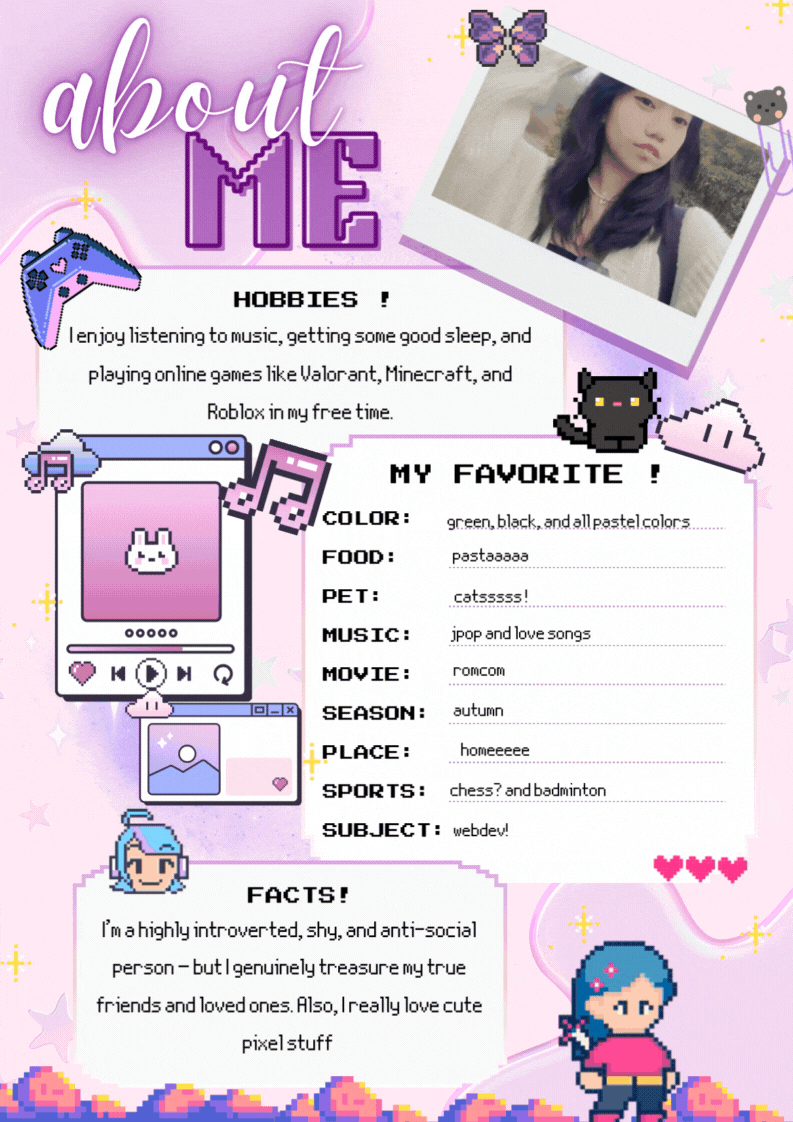 about
ME
HOBBIES !
I enjoy listening to music, getting some good sleep, and
playing online games like Valorant, Minecraft, and
Roblox in my free time.
MY FAVORITE !
COLOR: green, black, and all pastel colors
FOOD: pastaaaaa
PET: catsssss!
MUSIC: jpop and love songs
MOVIE: romcom
SEASON: autumn
PLACE: homeeeee
SPORTS: chess? and badminton
SUBJECT: webdev!
FACTS!
I'm a highly introverted, shy, and anti-social
person - but I genuinely treasure my true
friends and loved ones. Also, I really love cute
pixel stuff